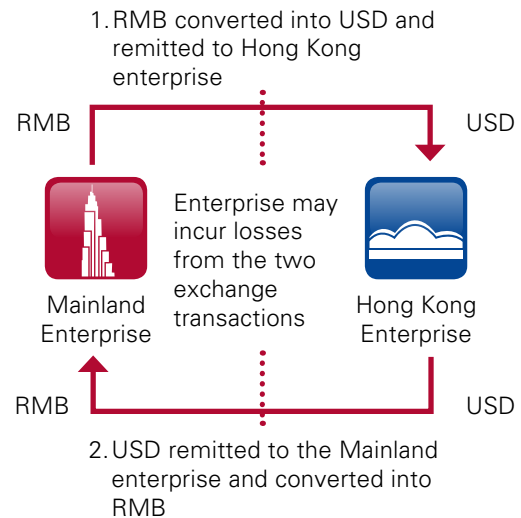 1. RMB converted into USD and
remitted to Hong Kong
enterprise
RMB
USD
Enterprise may
incur losses
from the two
exchange
transactions
Mainland
Enterprise
Hong Kong
Enterprise
RMB
USD
2. USD remitted to the Mainland
enterprise and converted into
RMB